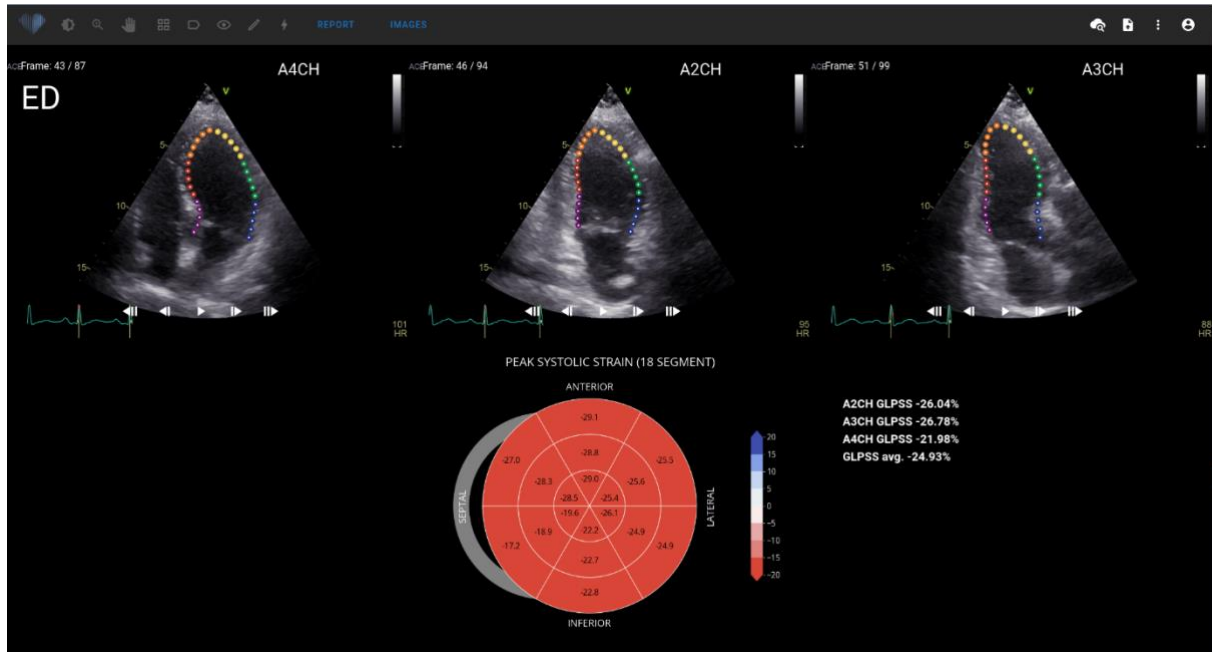 REPORT IMAGES
Frame: 43 / 87
A4CH
Frame: 46 / 94
A2CH
Frame: 51 / 99
A3CH
ED
V
V
V
5
5
5
10
10
10
15
15
15
101
HR
95
HR
88
HR
PEAK SYSTOLIC STRAIN (18 SEGMENT)
ANTERIOR
-29.1
-27.0
-28.8
-25.5
-28.3
-29.0
-25.6
-28.5
-25.4
SEPTAL
LATERAL
-19.6
-26.1
-18.9
-22.2
-24.9
-17.2
-22.7
-24.9
-22.8
INFERIOR
20
15
10
5
0
-5
-10
-15
-20
A2CH GLPSS -26.04%
A3CH GLPSS -26.78%
A4CH GLPSS -21.98%
GLPSS avg. -24.93%